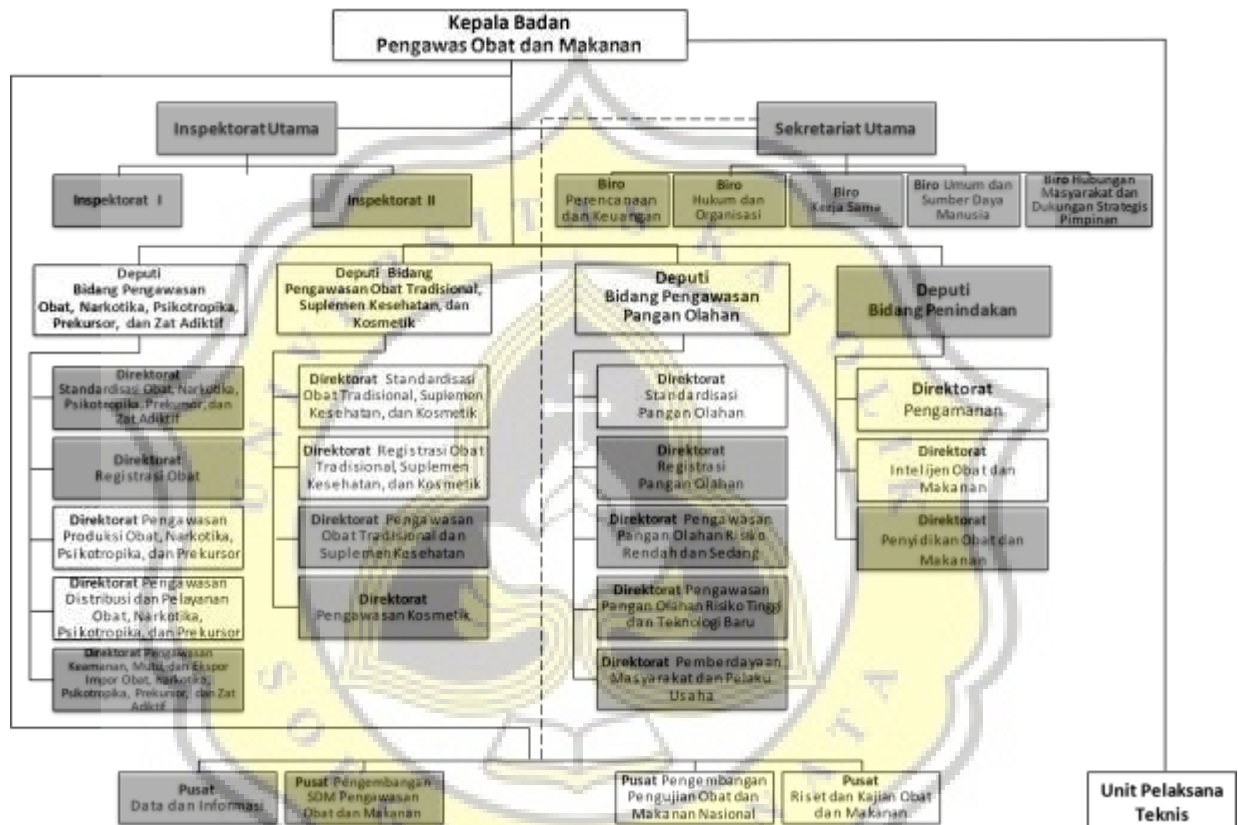 Kepala Badan
Pengawas Obat dan Makanan
Inspektorat Utama
Sekretariat Utama
Inspektorat I
Inspektorat II
Biro
Perencanaan
dan Keuangan
Biro
Hukum dan
Organisasi
Biro
Kerja Sama
Biro Umum dan
Sumber Daya
Manusia
Biro Hubungan
Masyarakat dan
Dukungan Strategis
Pimpinan
Deputi
Bidang Pengawasan
Obat, Narkotika, Psikotropika,
Prekursor, dan Zat Adiktif
Deputi Bidang
Pengawasan Obat Tradisional,
Suplemen Kesehatan, dan
Kosmetik
Deputi
Bidang Pengawasan
Pangan Olahan
Deputi
Bidang Penindakan
Direktorat
Standardisasi Obat, Narkotika,
Psikotropika, Prekursor, dan
Zat Adiktif
Direktorat
Registrasi Obat
Direktorat Pengawasan
Produksi Obat, Narkotika,
Psikotropika, dan Prekursor
Direktorat Pengawasan
Distribusi dan Pelayanan
Obat, Narkotika,
Psikotropika, dan Prekursor
Direktorat Pengawasan
Keamanan, Mutu, dan Ekspor
Impor Obat, Narkotika,
Psikotropika, Prekursor, dan Zat
Adiktif
Direktorat Standardisasi
Obat Tradisional, Suplemen
Kesehatan, dan Kosmetik
Direktorat Registrasi Obat
Tradisional, Suplemen
Kesehatan, dan Kosmetik
Direktorat Pengawasan
Obat Tradisional dan
Suplemen Kesehatan
Direktorat
Pengawasan Kosmetik
Direktorat
Standardisasi
Pangan Olahan
Direktorat
Registrasi
Pangan Olahan
Direktorat Pengawasan
Pangan Olahan Risiko
Rendah dan Sedang
Direktorat Pengawasan
Pangan Olahan Risiko Tinggi
dan Teknologi Baru
Direktorat Pemberdayaan
Masyarakat dan Pelaku
Usaha
Direktorat
Pengamanan
Direktorat
Intelijen Obat dan
Makanan
Direktorat
Penyidikan Obat dan
Makanan
Pusat
Data dan Informasi
Pusat Pengembangan
SDM Pengawasan
Obat dan Makanan
Pusat Pengembangan
Pengujian Obat dan
Makanan Nasional
Pusat
Riset dan Kajian Obat
dan Makanan
Unit Pelaksana
Teknis